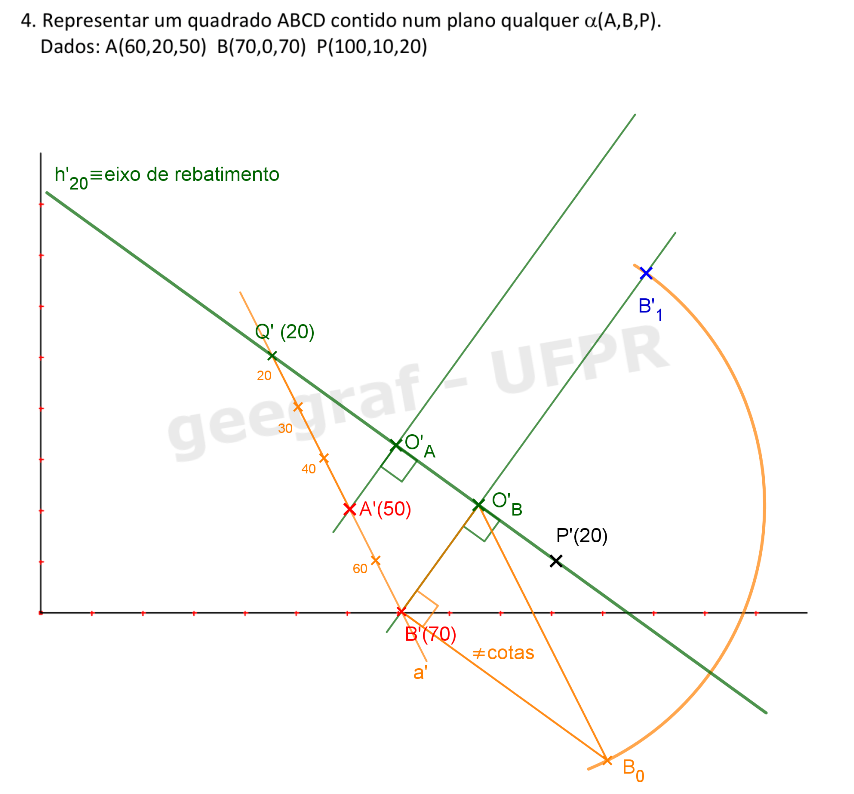 4. Representar um quadrado ABCD contido num plano qualquer α(A,B,P).
Dados: A(60,20,50) B(70,0,70) P(100,10,20)
h'20≡eixo de rebatimento
Q' (20)
20
30
40
60
B'1
geegraf - UFPR
O'A
A'(50)
O'B
P'(20)
B'(70)
≠cotas
a'
B0